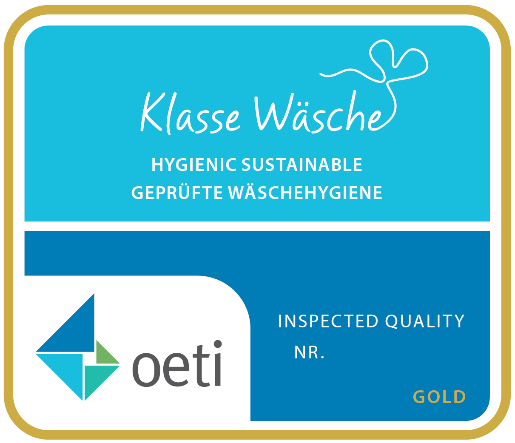 Klasse Wäsche
HYGIENIC SUSTAINABLE
GEPRÜFTE WÄSCHEHYGIENE
oeti
INSPECTED QUALITY
NR.
GOLD